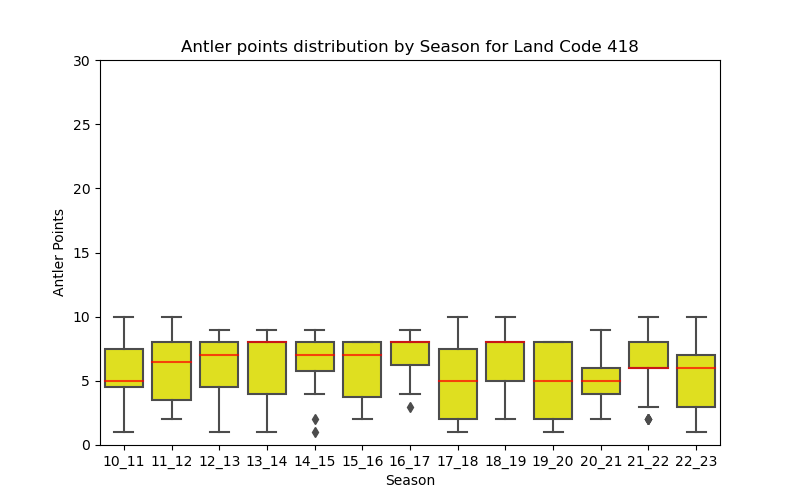 Antler points distribution by Season for Land Code 418
30
25
20
15
10
5
0
Antler Points
10_11 11_12 12_13 13_14 14_15 15_16 16_17 17_18 18_19 19_20 20_21 21_22 22_23
Season